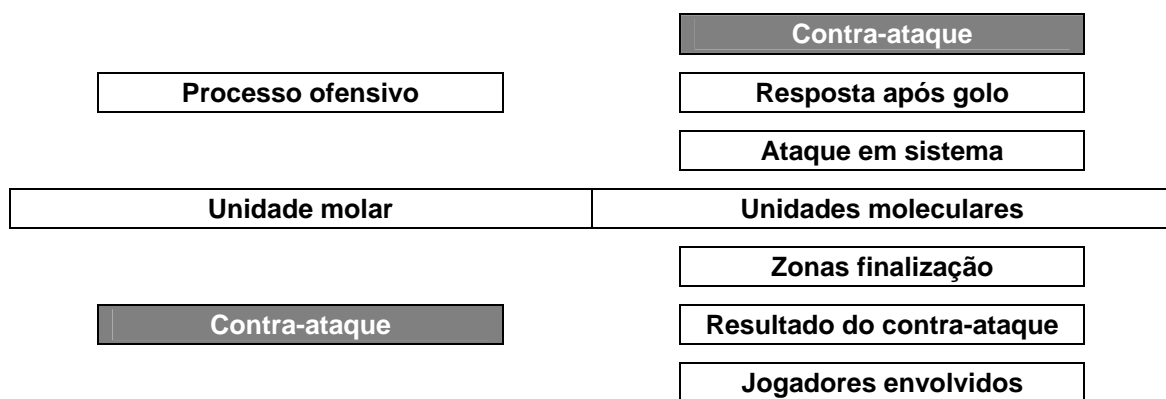 Contra-ataque
Processo ofensivo
Resposta após golo
Ataque em sistema
Unidade molar
Unidades moleculares
Zonas finalização
Contra-ataque
Resultado do contra-ataque
Jogadores envolvidos